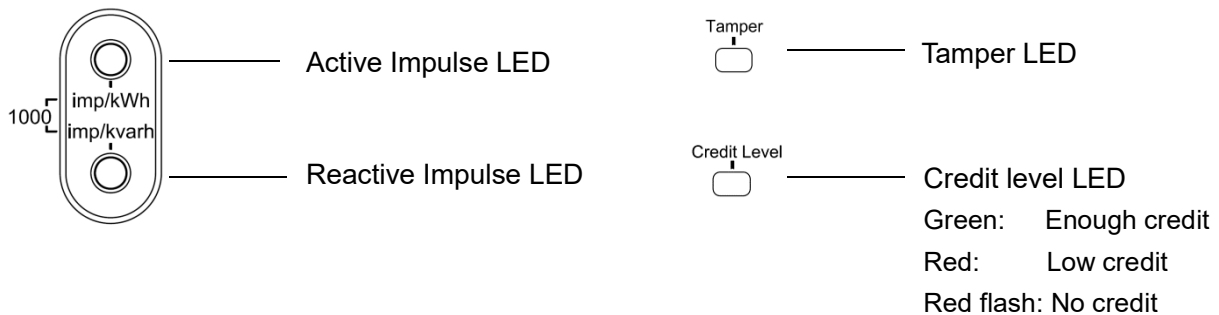 Active Impulse LED
imp/kWh
1000
imp/kvarh
Reactive Impulse LED
Tamper
Tamper LED
Credit Level
Credit level LED
Green: Enough credit
Red: Low credit
Red flash: No credit